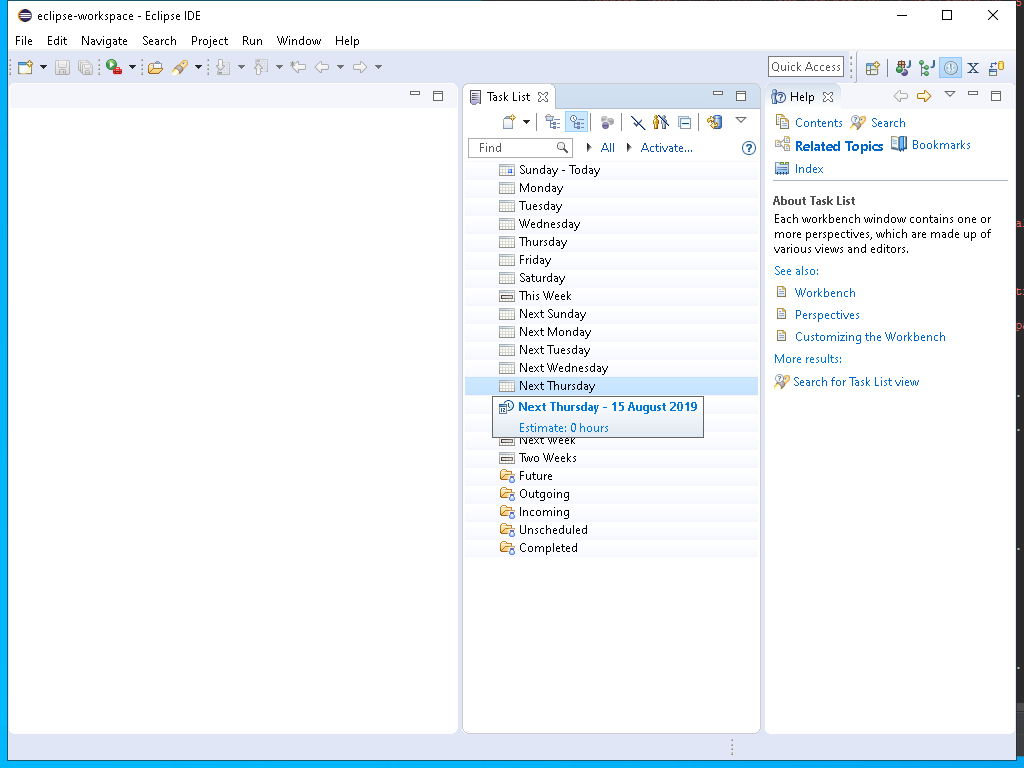 eclipse-workspace - Eclipse IDE
File Edit Navigate Search Project Run Window Help
Quick Access
Task List
Find All Activate...
Sunday - Today
Monday
Tuesday
Wednesday
Thursday
Friday
Saturday
This Week
Next Sunday
Next Monday
Next Tuesday
Next Wednesday
Next Thursday
Next Thursday - 15 August 2019
Estimate: 0 hours
Next Week
Two Weeks
Future
Outgoing
Incoming
Unscheduled
Completed
Help
Contents Search
Related Topics Bookmarks
Index
About Task List
Each workbench window contains one or
more perspectives, which are made up of
various views and editors.
See also:
Workbench
Perspectives
Customizing the Workbench
More results:
Search for Task List view